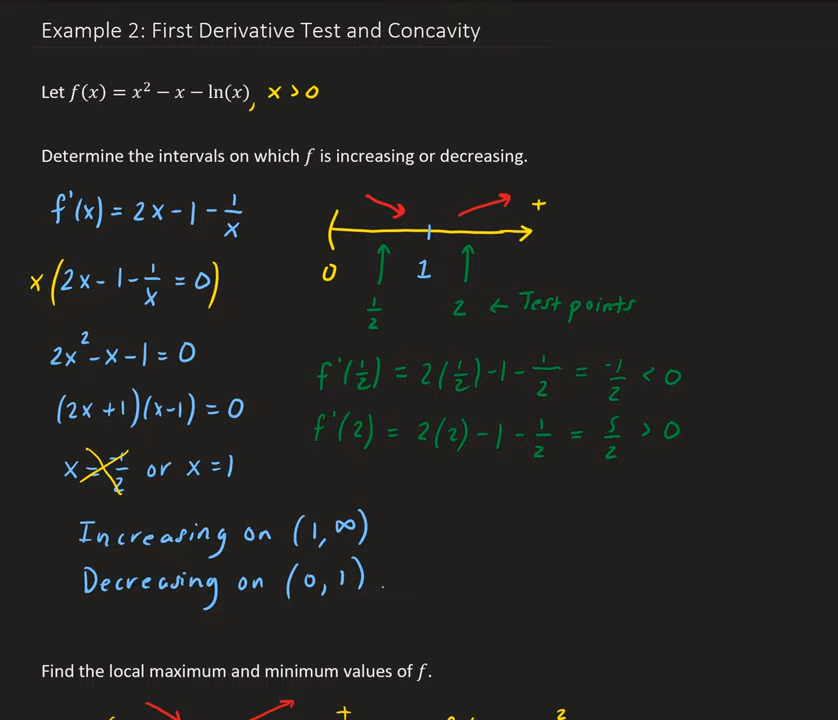 Example 2: First Derivative Test and Concavity
Let f(x) = x² − x − ln(x), x > 0
Determine the intervals on which f is increasing or decreasing.
f'(x) = 2x - 1 - 1/x
+
x(2x - 1 - 1/x = 0)
0 1
1/2 2 ← Test points
2x² - x - 1 = 0
f'(1/2) = 2(1/2) - 1 - 1/2 = -1/2 < 0
(2x + 1)(x - 1) = 0
f'(2) = 2(2) - 1 - 1/2 = 5/2 > 0
x = -1/2 or x = 1
Increasing on (1, ∞)
Decreasing on (0, 1).
Find the local maximum and minimum values of f.
+ 2